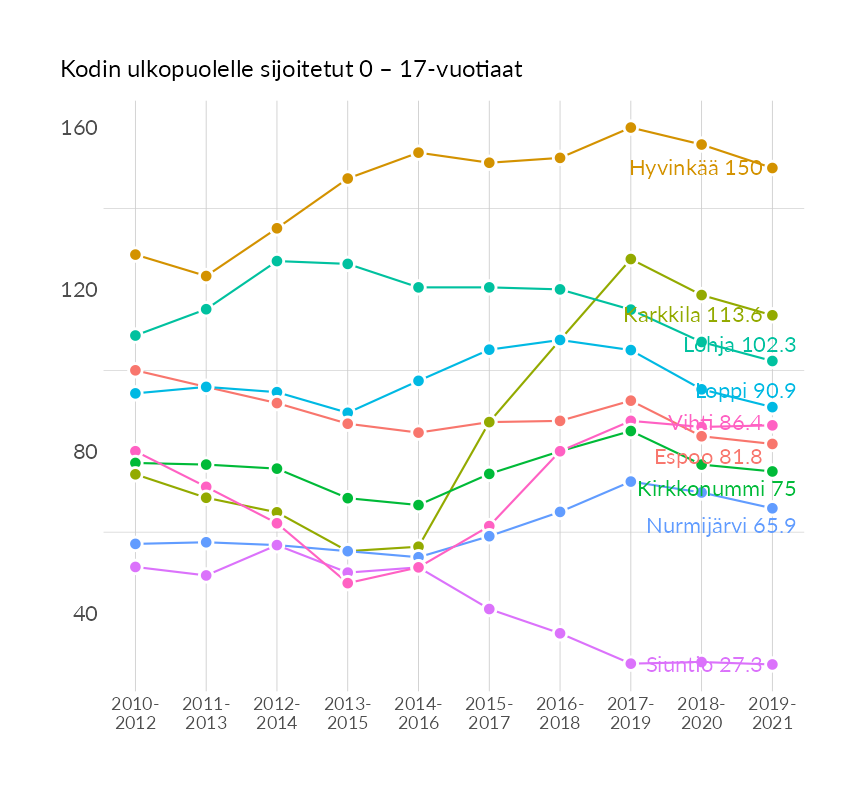 Kodin ulkopuolelle sijoitetut 0 – 17-vuotiaat
160
120
80
40
Hyvinkää 150
Karkkila 113.6
Lohja 102.3
Loppi 90.9
Vihti 86.4
Espoo 81.8
Kirkkonummi 75
Nurmijärvi 65.9
Siuntio 27.3
2010- 2011- 2012- 2013- 2014- 2015- 2016- 2017- 2018- 2019-
2012 2013 2014 2015 2016 2017 2018 2019 2020 2021